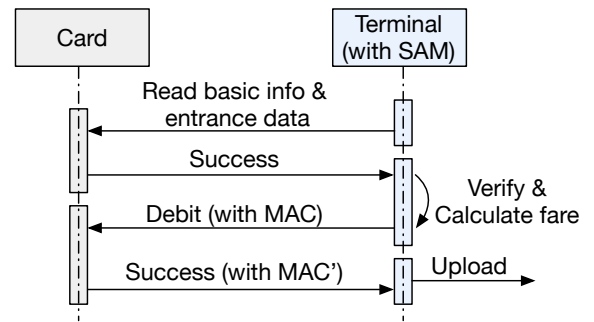 Card
Terminal
(with SAM)
Read basic info &
entrance data
Success
Verify &
Calculate fare
Debit (with MAC)
Success (with MAC')
Upload